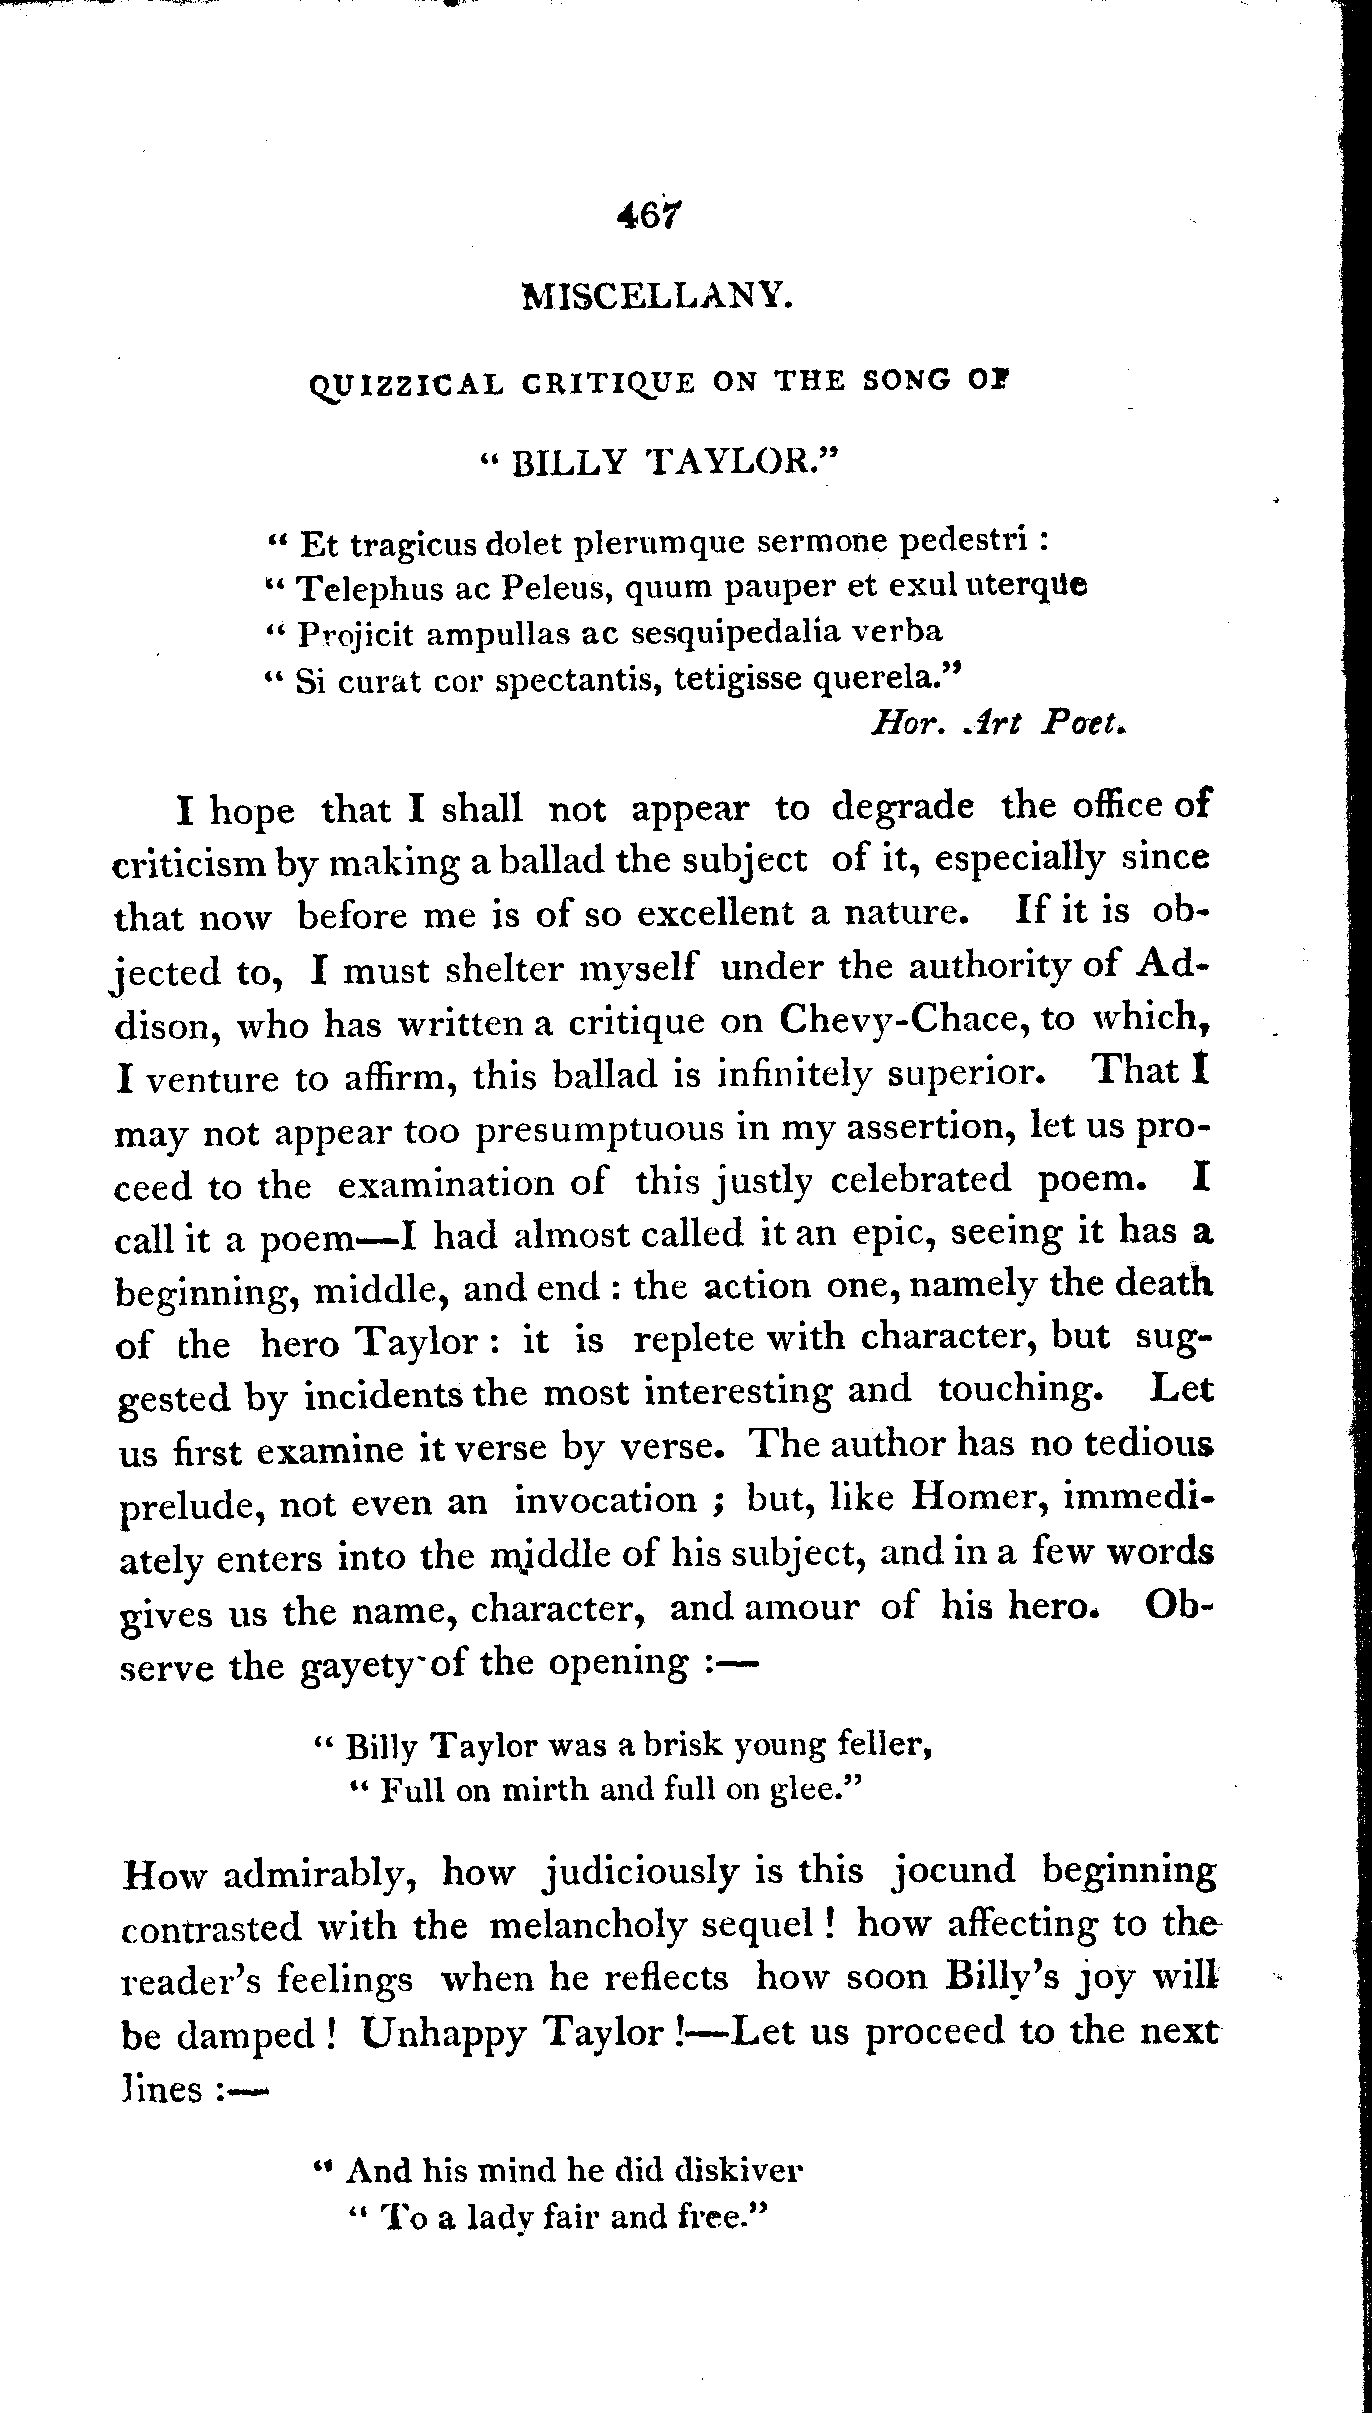 467
MISCELLANY.
QUIZZICAL CRITIQUE ON THE SONG OF
“ BILLY TAYLOR.”
“ Et tragicus dolet plerumque sermone pedestri :
“ Telephus ac Peleus, quum pauper et exul uterque
“ Projicit ampullas ac sesquipedalia verba
“ Si curat cor spectantis, tetigisse querela.”
Hor. Art Poet.
I hope that I shall not appear to degrade the office of
criticism by making a ballad the subject of it, especially since
that now before me is of so excellent a nature. If it is ob-
jected to, I must shelter myself under the authority of Ad-
dison, who has written a critique on Chevy-Chace, to which,
I venture to affirm, this ballad is infinitely superior. That I
may not appear too presumptuous in my assertion, let us pro-
ceed to the examination of this justly celebrated poem. I
call it a poem—I had almost called it an epic, seeing it has a
beginning, middle, and end : the action one, namely the death
of the hero Taylor : it is replete with character, but sug-
gested by incidents the most interesting and touching. Let
us first examine it verse by verse. The author has no tedious
prelude, not even an invocation ; but, like Homer, immedi-
ately enters into the middle of his subject, and in a few words
gives us the name, character, and amour of his hero. Ob-
serve the gayety of the opening :—
“ Billy Taylor was a brisk young feller,
“ Full on mirth and full on glee.”
How admirably, how judiciously is this jocund beginning
contrasted with the melancholy sequel ! how affecting to the
reader’s feelings when he reflects how soon Billy’s joy will
be damped ! Unhappy Taylor !—Let us proceed to the next
lines :—
“ And his mind he did diskiver
“ To a lady fair and free.”